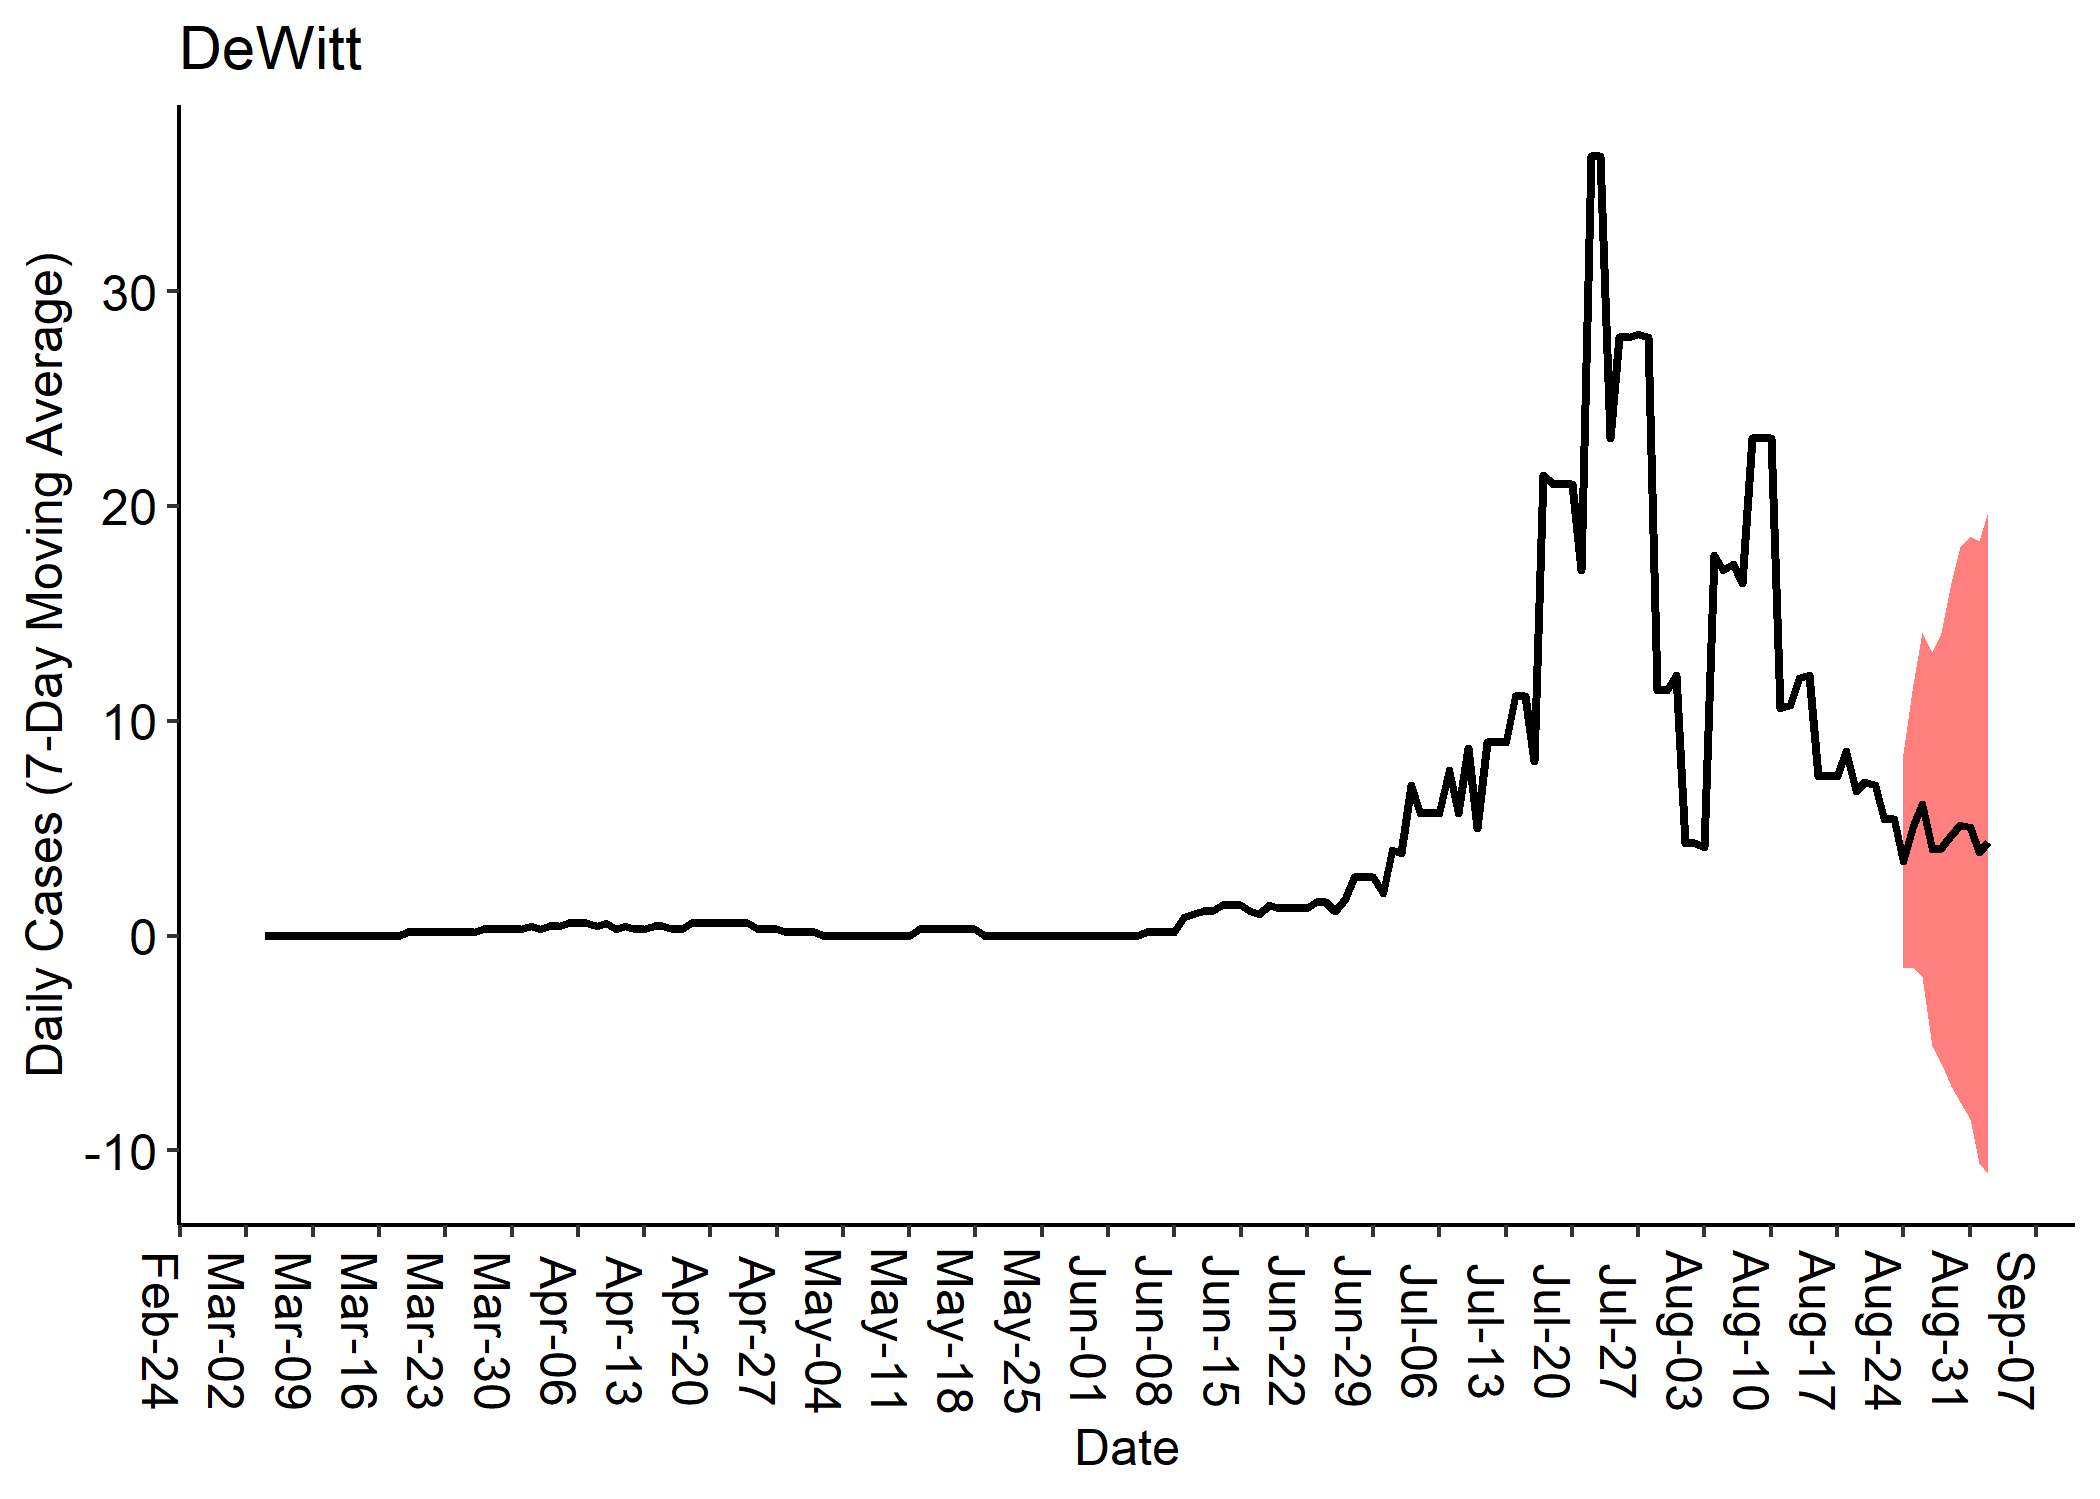 DeWitt
Daily Cases (7-Day Moving Average)
30
20
10
0
-10
Feb-24
Mar-02
Mar-09
Mar-16
Mar-23
Mar-30
Apr-06
Apr-13
Apr-20
Apr-27
May-04
May-11
May-18
May-25
Jun-01
Jun-08
Jun-15
Jun-22
Jun-29
Jul-06
Jul-13
Jul-20
Jul-27
Aug-03
Aug-10
Aug-17
Aug-24
Aug-31
Sep-07
Date